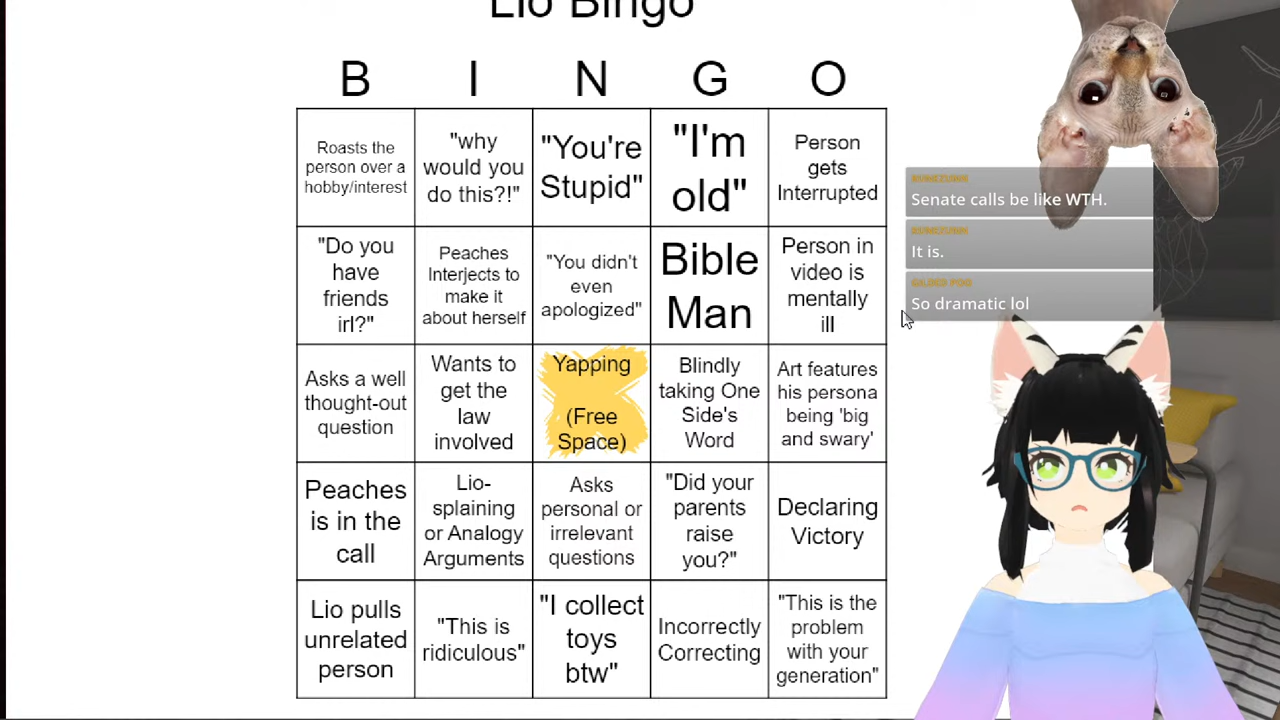 Lio Bingo
B I N G O
Roasts the
person over a
hobby/interest
"why
would you
do this?!"
"You're
Stupid"
"I'm
old"
Person
gets
Interrupted
"Do you
have
friends
irl?"
Peaches
Interjects to
make it
about herself
"You didn't
even
apologized"
Bible
Man
Person in
video is
mentally
ill
Asks a well
thought-out
question
Wants to
get the
law
involved
Yapping
(Free
Space)
Blindly
taking One
Side's
Word
Art features
his persona
being 'big
and swary'
Peaches
is in the
call
Lio-
splaining
or Analogy
Arguments
Asks
personal or
irrelevant
questions
"Did your
parents
raise
you?"
Declaring
Victory
Lio pulls
unrelated
person
"This is
ridiculous"
"I collect
toys
btw"
Incorrectly
Correcting
"This is the
problem
with your
generation"
Senate calls be like WTH.
It is.
So dramatic lol